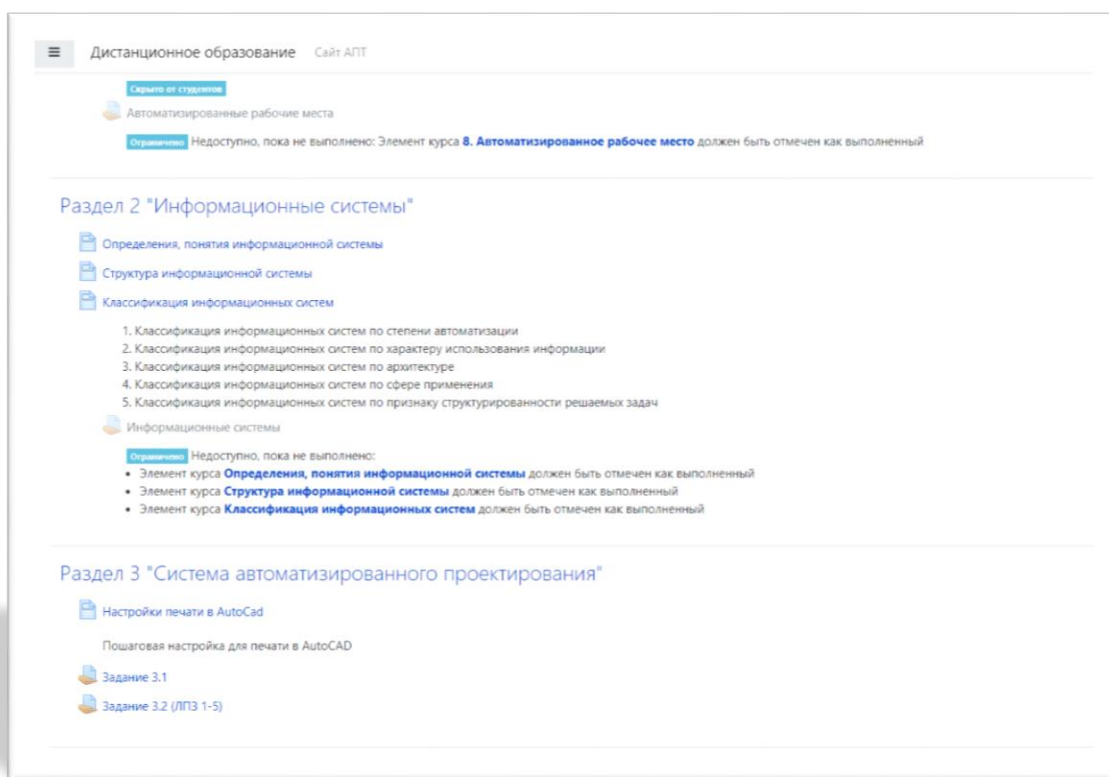 Дистанционное образование Сайт АПТ
Скрыто от студентов
Автоматизированные рабочие места
Ограничено Недоступно, пока не выполнено: Элемент курса 8. Автоматизированное рабочее место должен быть отмечен как выполненный
Раздел 2 "Информационные системы"
Определения, понятия информационной системы
Структура информационной системы
Классификация информационных систем
1. Классификация информационных систем по степени автоматизации
2. Классификация информационных систем по характеру использования информации
3. Классификация информационных систем по архитектуре
4. Классификация информационных систем по сфере применения
5. Классификация информационных систем по признаку структурированности решаемых задач
Информационные системы
Ограничено Недоступно, пока не выполнено:
• Элемент курса Определения, понятия информационной системы должен быть отмечен как выполненный
• Элемент курса Структура информационной системы должен быть отмечен как выполненный
• Элемент курса Классификация информационных систем должен быть отмечен как выполненный
Раздел 3 "Система автоматизированного проектирования"
Настройки печати в AutoCad
Пошаговая настройка для печати в AutoCAD
Задание 3.1
Задание 3.2 (ЛПЗ 1-5)